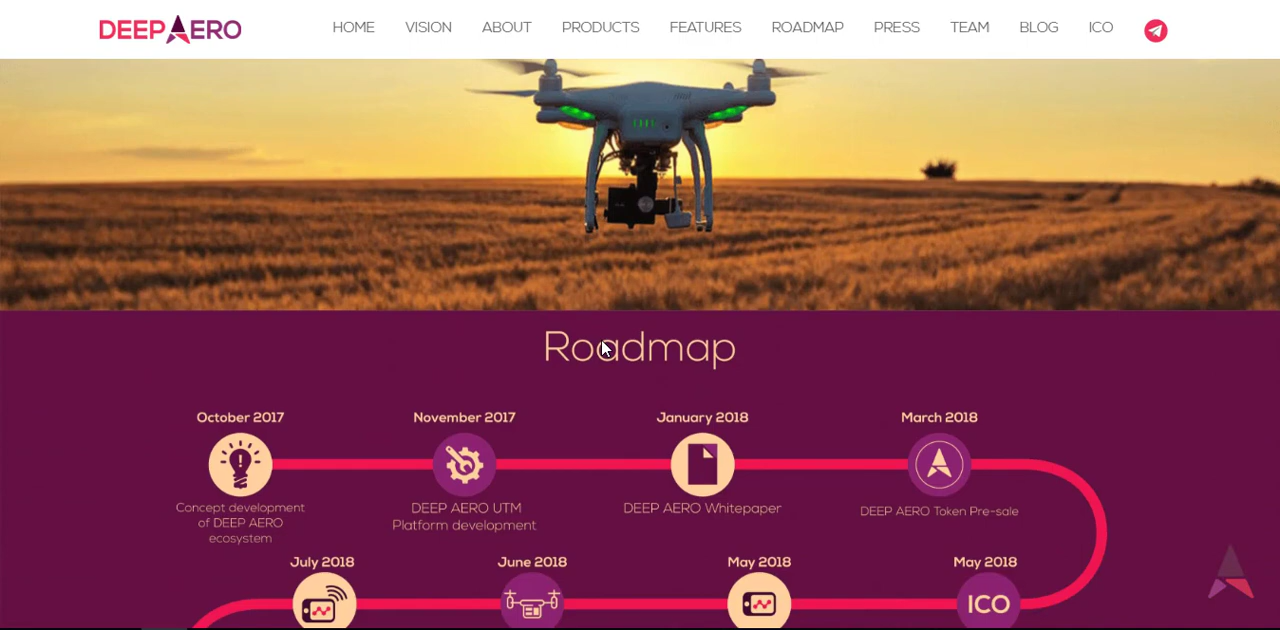 DEEP AERO HOME VISION ABOUT PRODUCTS FEATURES ROADMAP PRESS TEAM BLOG ICO
Roadmap
October 2017 November 2017 January 2018 March 2018
Concept development
of DEEP AERO
ecosystem
DEEP AERO UTM
Platform development
DEEP AERO Whitepaper
DEEP AERO Token Pre-sale
July 2018 June 2018 May 2018 May 2018
ICO